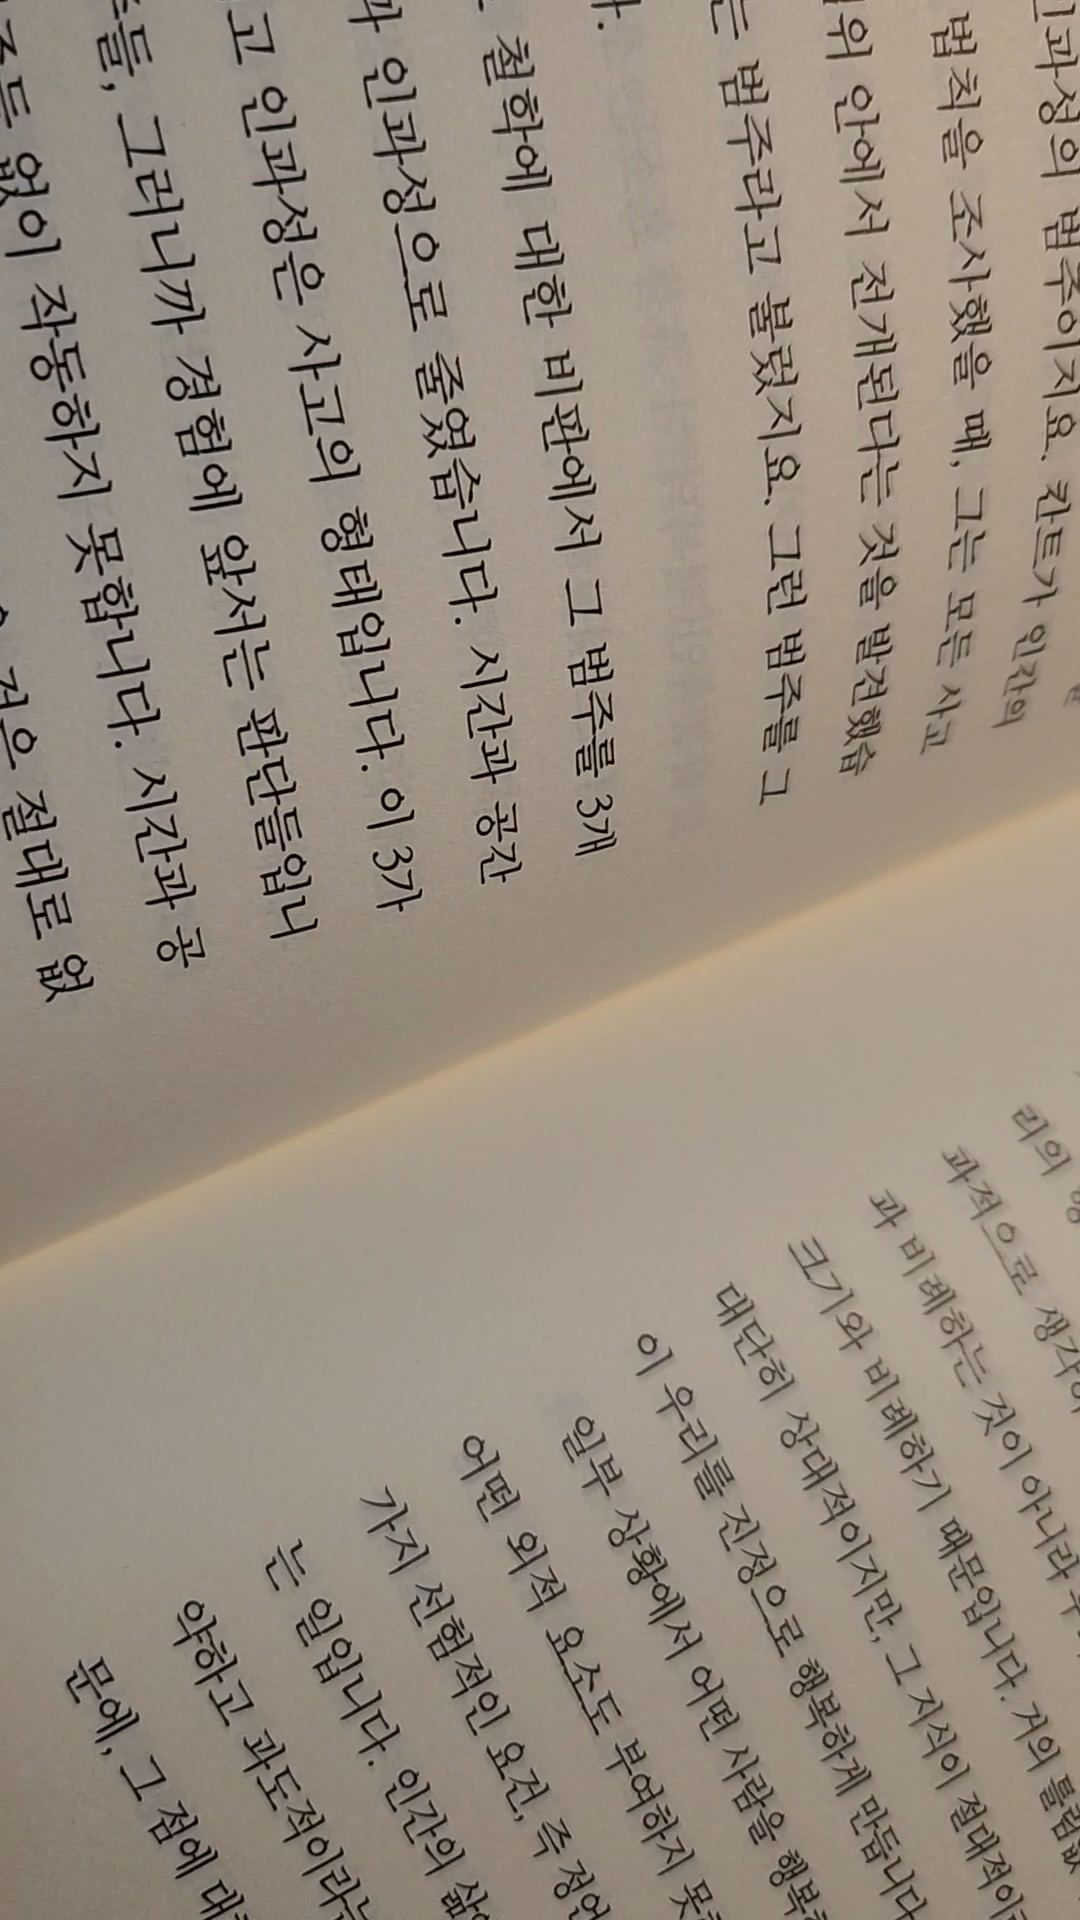 인과성의 범주이지요. 칸트가 인간의
법칙을 조사했을 때, 그는 모든 사고
위 안에서 전개된다는 것을 발견했습
는 범주라고 불렀지요. 그런 범주를 그
철학에 대한 비판에서 그 범주를 3개
인과성으로 줄였습니다. 시간과 공간
고 인과성은 사고의 형태입니다. 이 3가
그러니까 경험에 앞서는 판단들입니
없이 작동하지 못합니다. 시간과 공
것은 절대로 없
리의
과적으로 생각
과 비례하는 것이 아니라
크기와 비례하기 때문입니다. 거의 틀림없
대단히 상대적이지만, 그 지식이 절대적이
이 우리를 진정으로 행복하게 만듭니다
일부 상황에서 어떤 사람을 행복
어떤 외적 요소도 부여하지 못
가지 선험적인 요건, 즉 정언
는 일입니다. 인간의 삶
약하고 과도적이라는
문에, 그 점에 대